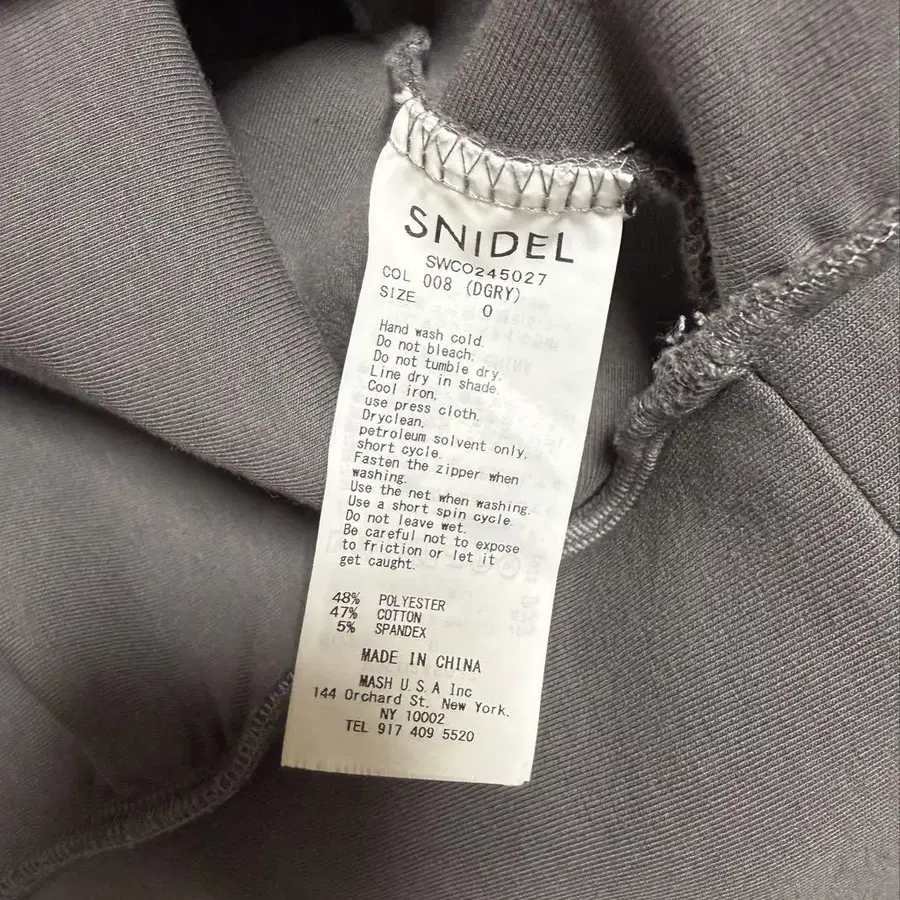 SNIDEL
SWCO245027
COL 008 (DGRY)
SIZE 0
Hand wash cold.
Do not bleach.
Do not tumble dry.
Line dry in shade.
Cool iron,
use press cloth.
Dryclean,
petroleum solvent only,
short cycle.
Fasten the zipper when
washing.
Use the net when washing.
Use a short spin cycle.
Do not leave wet.
Be careful not to expose
to friction or let it
get caught.
48% POLYESTER
47% COTTON
5% SPANDEX
MADE IN CHINA
MASH U.S.A Inc
144 Orchard St. New York.
NY 10002
TEL 917 409 5520